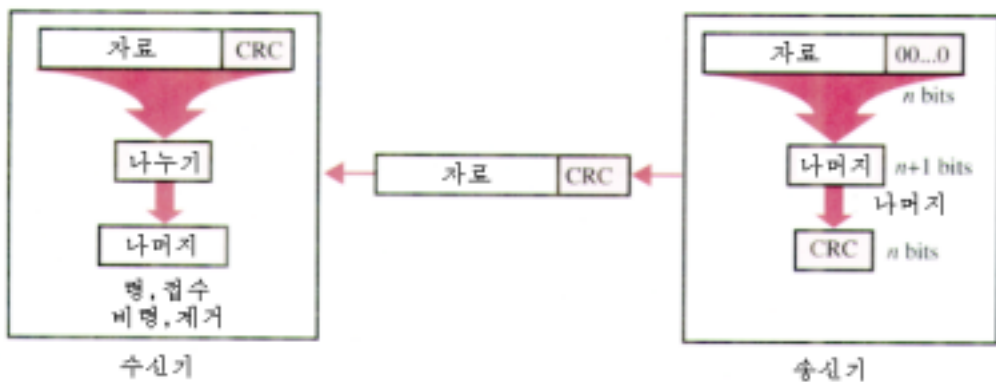 자료 CRC
나누기
나머지
령, 접수
비령, 제거
수신기
자료 CRC
자료 00...0
n bits
나머지 n+1 bits
나머지
CRC n bits
송신기